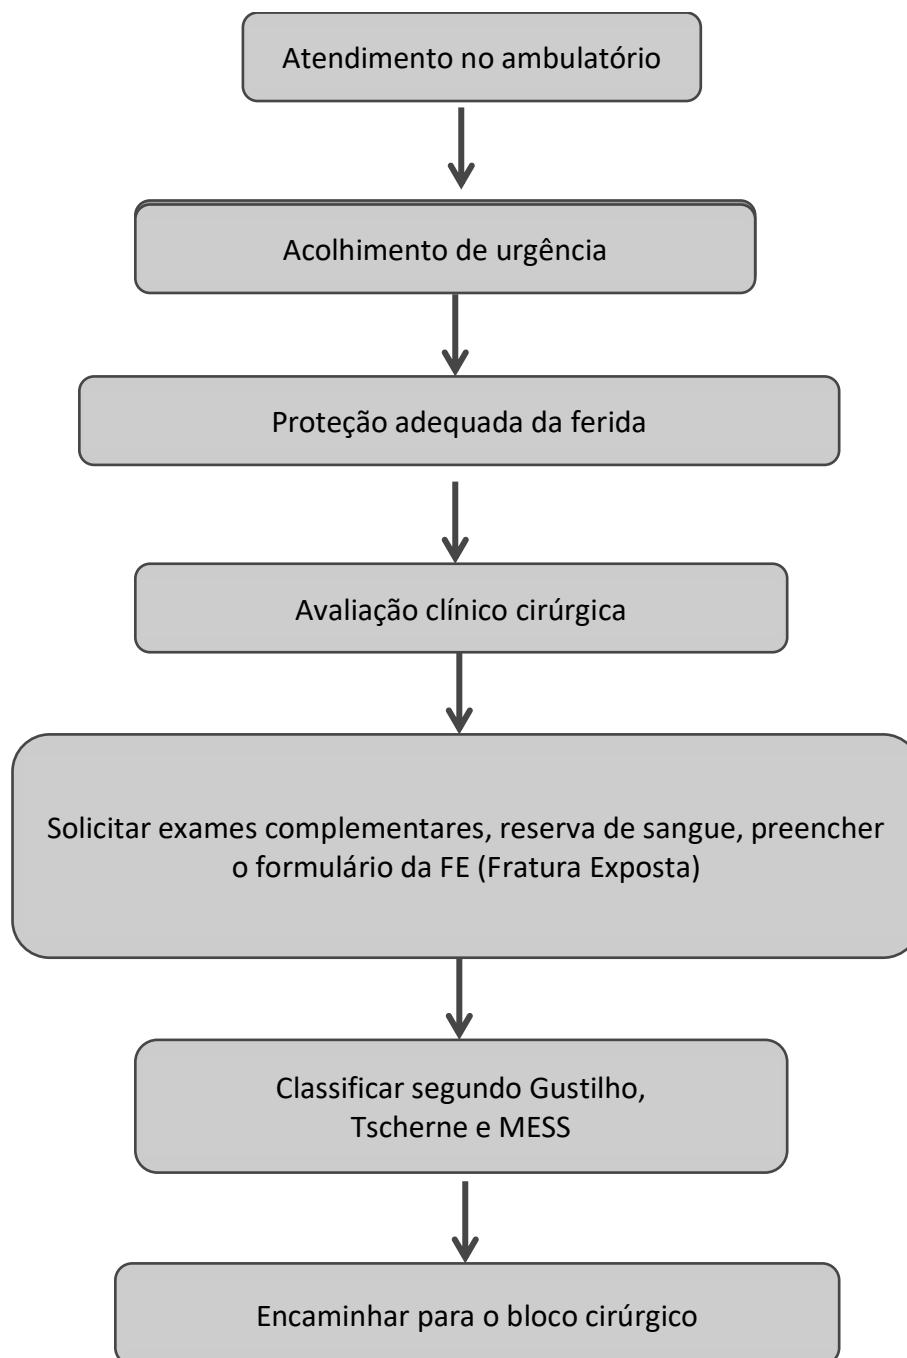 Atendimento no ambulatório
Acolhimento de urgência
Proteção adequada da ferida
Avaliação clínico cirúrgica
Solicitar exames complementares, reserva de sangue, preencher
o formulário da FE (Fratura Exposta)
Classificar segundo Gustilho,
Tscherne e MESS
Encaminhar para o bloco cirúrgico